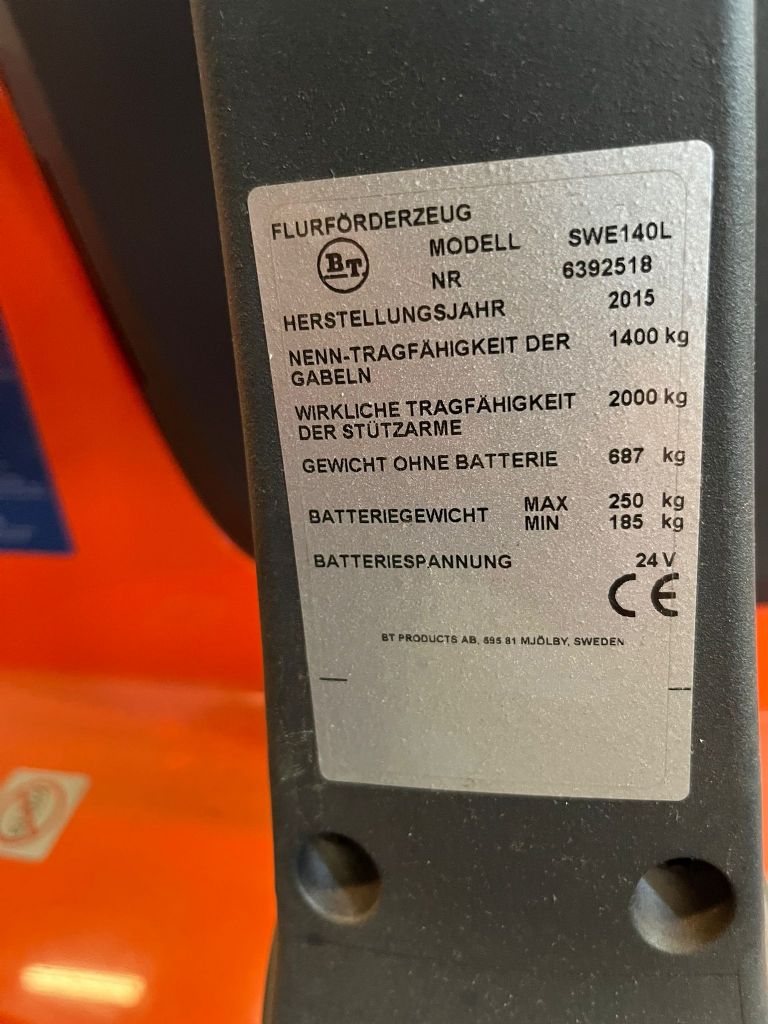 FLURFÖRDERZEUG
BT
MODELL SWE140L
NR 6392518
HERSTELLUNGSJAHR 2015
NENN-TRAGFÄHIGKEIT DER 1400 kg
GABELN
WIRKLICHE TRAGFÄHIGKEIT 2000 kg
DER STÜTZARME
GEWICHT OHNE BATTERIE 687 kg
BATTERIEGEWICHT MAX 250 kg
MIN 185 kg
BATTERIESPANNUNG 24 V
CE
BT PRODUCTS AB, 595 81 MJÖLBY, SWEDEN